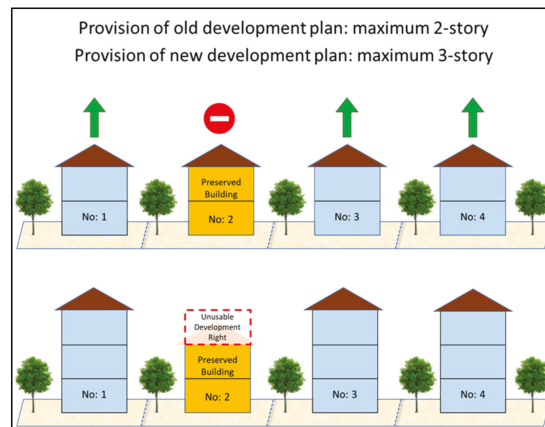 Provision of old development plan: maximum 2-story
Provision of new development plan: maximum 3-story
Preserved
Building
No: 1
No: 2
No: 3
No: 4
Unusable
Development
Right
Preserved
Building
No: 1
No: 2
No: 3
No: 4